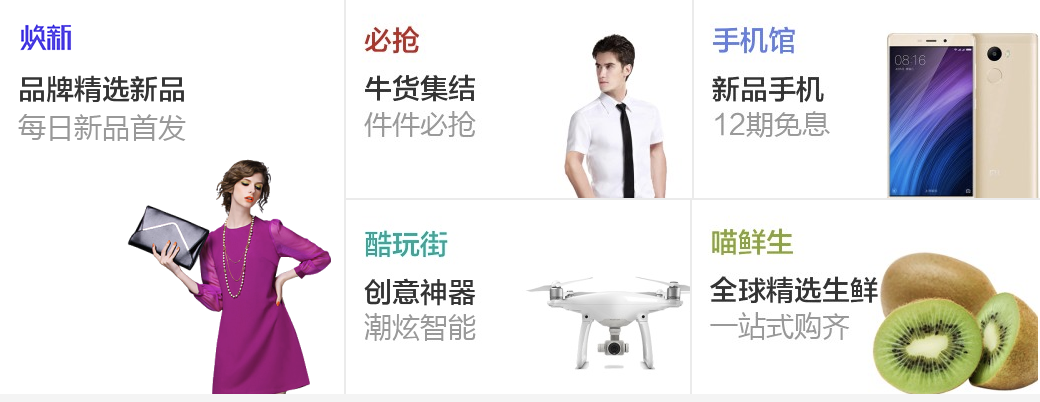 焕新
品牌精选新品
每日新品首发
必抢
牛货集结
件件必抢
手机馆
新品手机
12期免息
08:16
酷玩街
创意神器
潮炫智能
喵鲜生
全球精选生鲜
一站式购齐